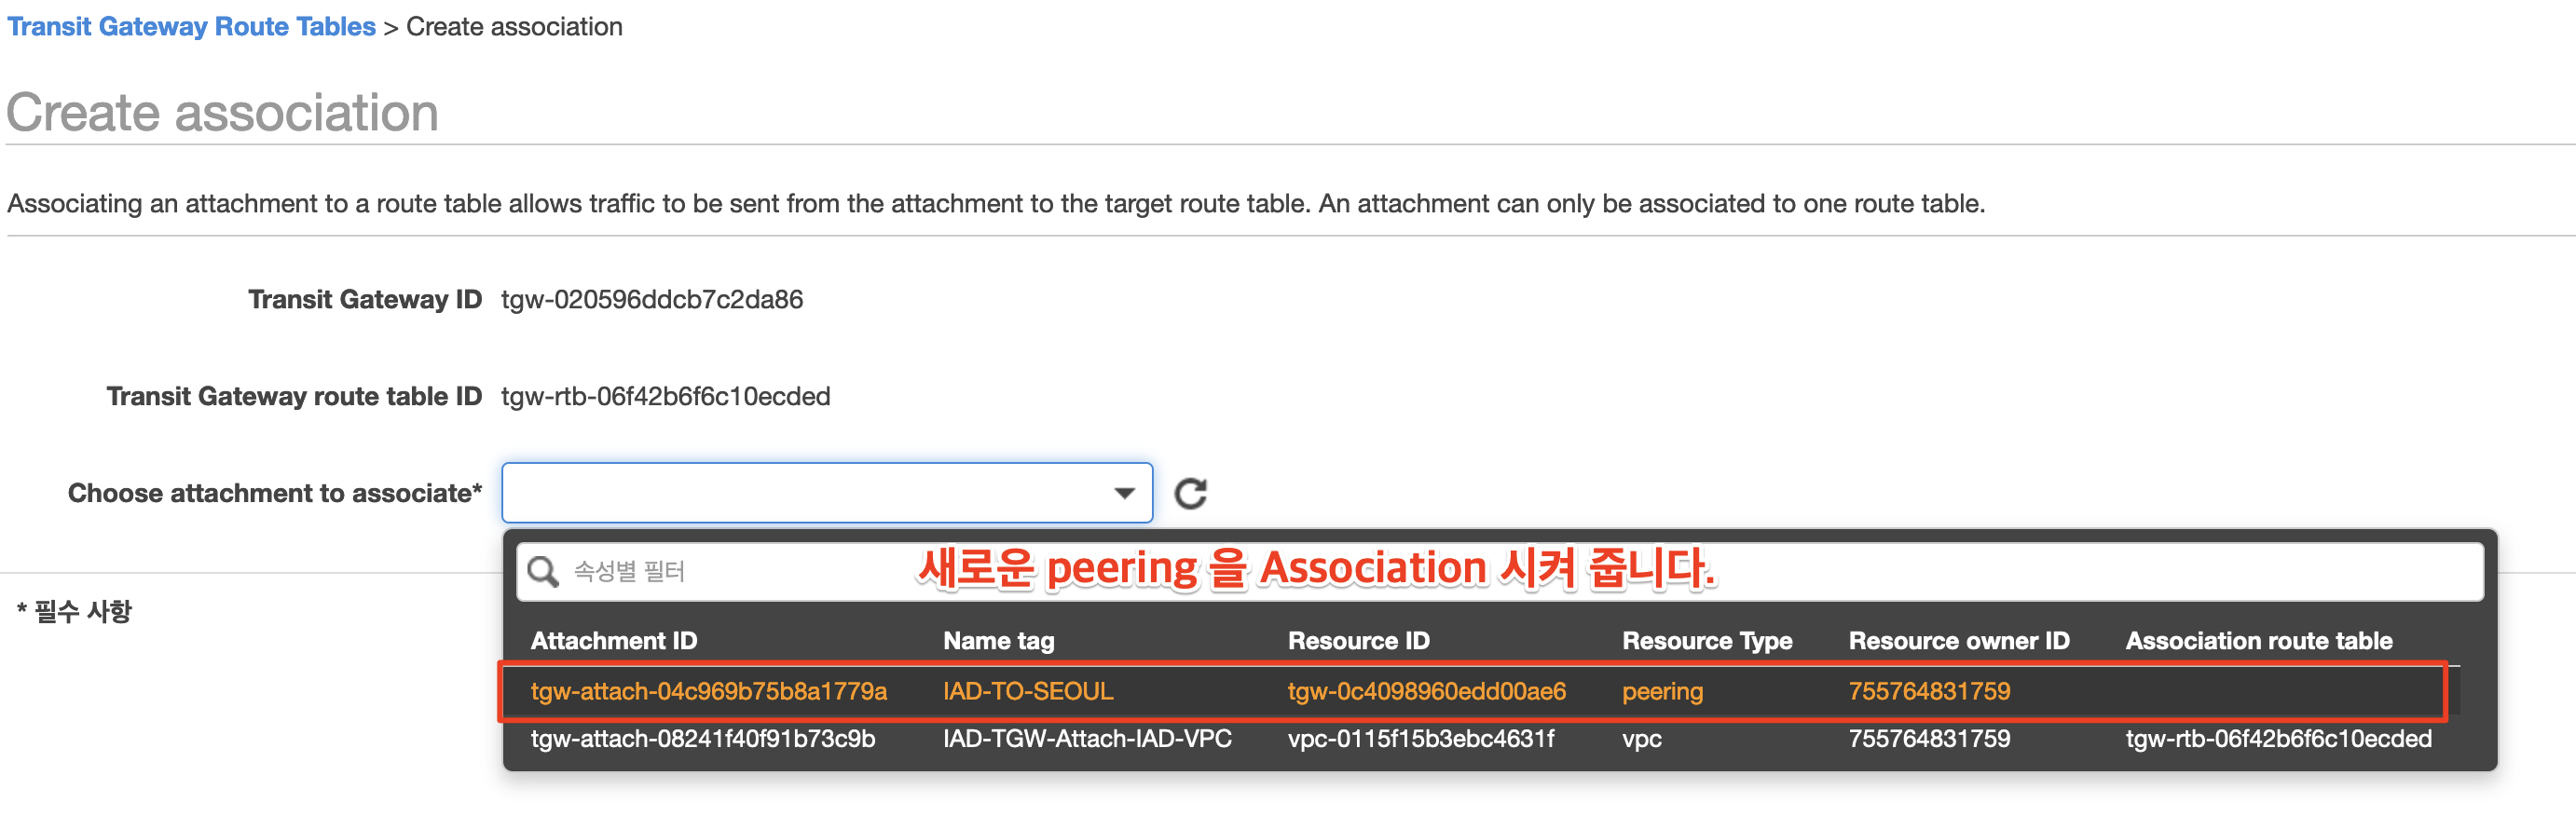 Transit Gateway Route Tables > Create association
Create association
Associating an attachment to a route table allows traffic to be sent from the attachment to the target route table. An attachment can only be associated to one route table.
Transit Gateway ID tgw-020596ddcb7c2da86
Transit Gateway route table ID tgw-rtb-06f42b6f6c10ecded
Choose attachment to associate*
속성별 필터 새로운 peering 을 Association 시켜 줍니다.
* 필수 사항
Attachment ID Name tag Resource ID Resource Type Resource owner ID Association route table
tgw-attach-04c969b75b8a1779a IAD-TO-SEOUL tgw-0c4098960edd00ae6 peering 755764831759
tgw-attach-08241f40f91b73c9b IAD-TGW-Attach-IAD-VPC vpc-0115f15b3ebc4631f vpc 755764831759 tgw-rtb-06f42b6f6c10ecded